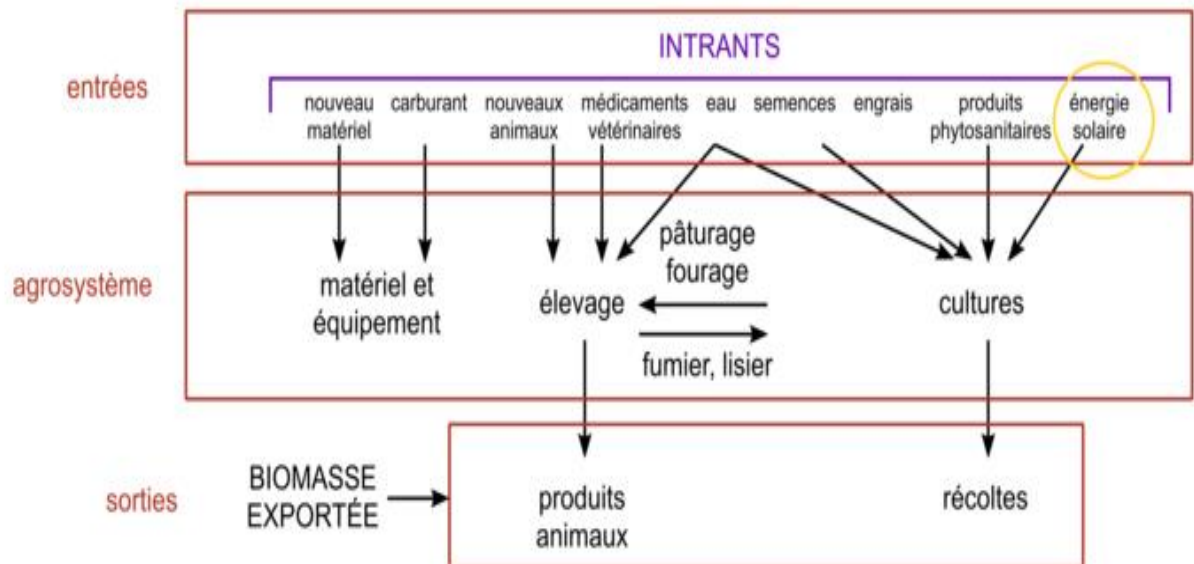 INTRANTS
entrées
nouveau carburant nouveaux médicaments eau semences engrais produits énergie
matériel animaux vétérinaires phytosanitaires solaire
pâturage
fourage
agrosystème
matériel et élevage cultures
équipement
fumier, lisier
BIOMASSE
sorties
EXPORTÉE
produits récoltes
animaux